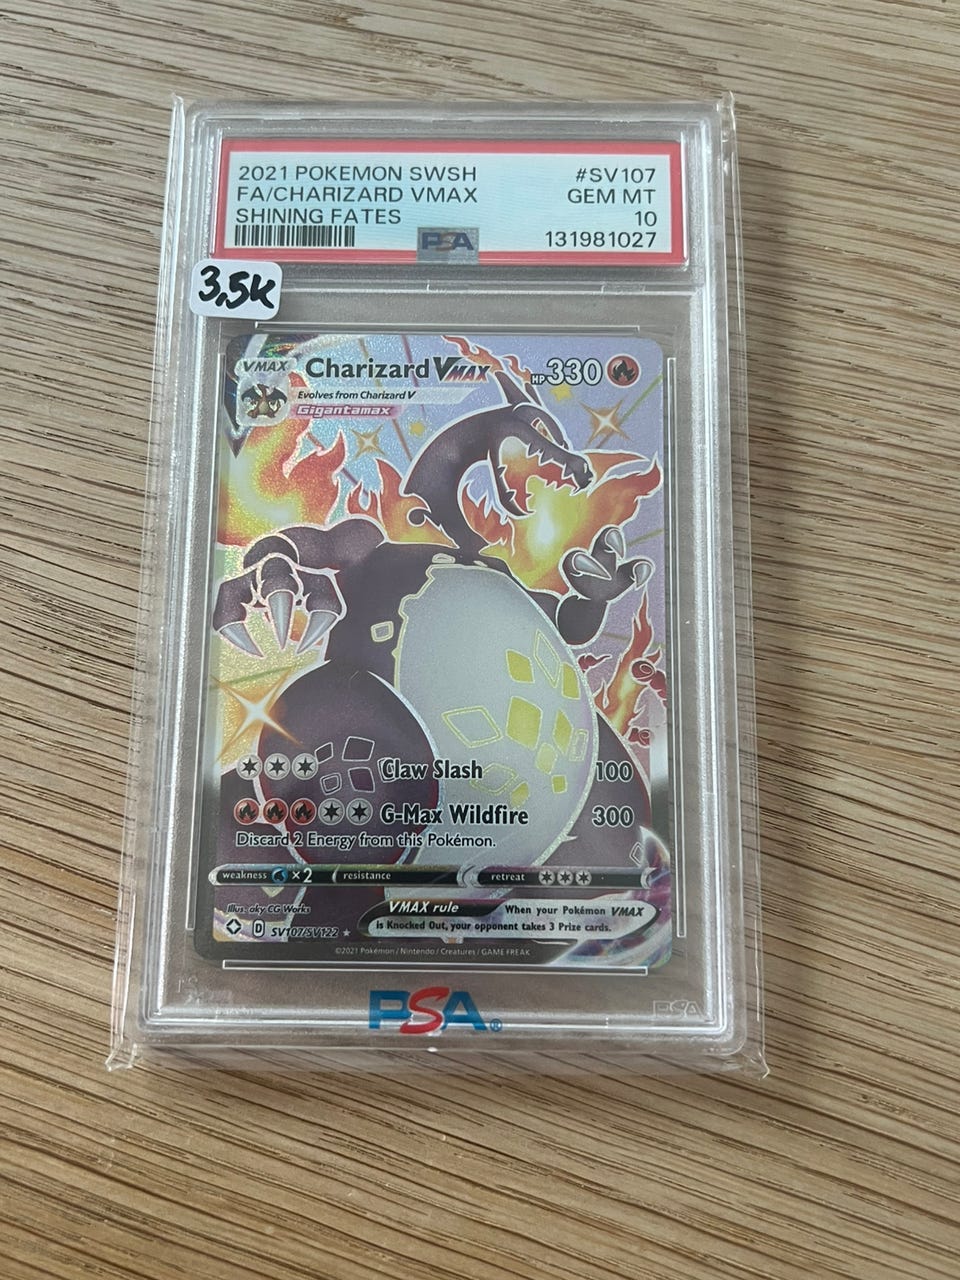 2021 POKEMON SWSH #SV107
FA/CHARIZARD VMAX GEM MT
SHINING FATES 10
PSA 131981027
3,5K
VMAX Charizard VMAX HP 330
Evolves from Charizard V
Gigantamax
Claw Slash 100
G-Max Wildfire 300
Discard 2 Energy from this Pokémon.
weakness ×2 resistance retreat
Illus. aky CG Works
VMAX rule When your Pokémon VMAX
is Knocked Out, your opponent takes 3 Prize cards.
D SV107/SV122 ★
©2021 Pokémon / Nintendo / Creatures / GAME FREAK
PSA®
PSA